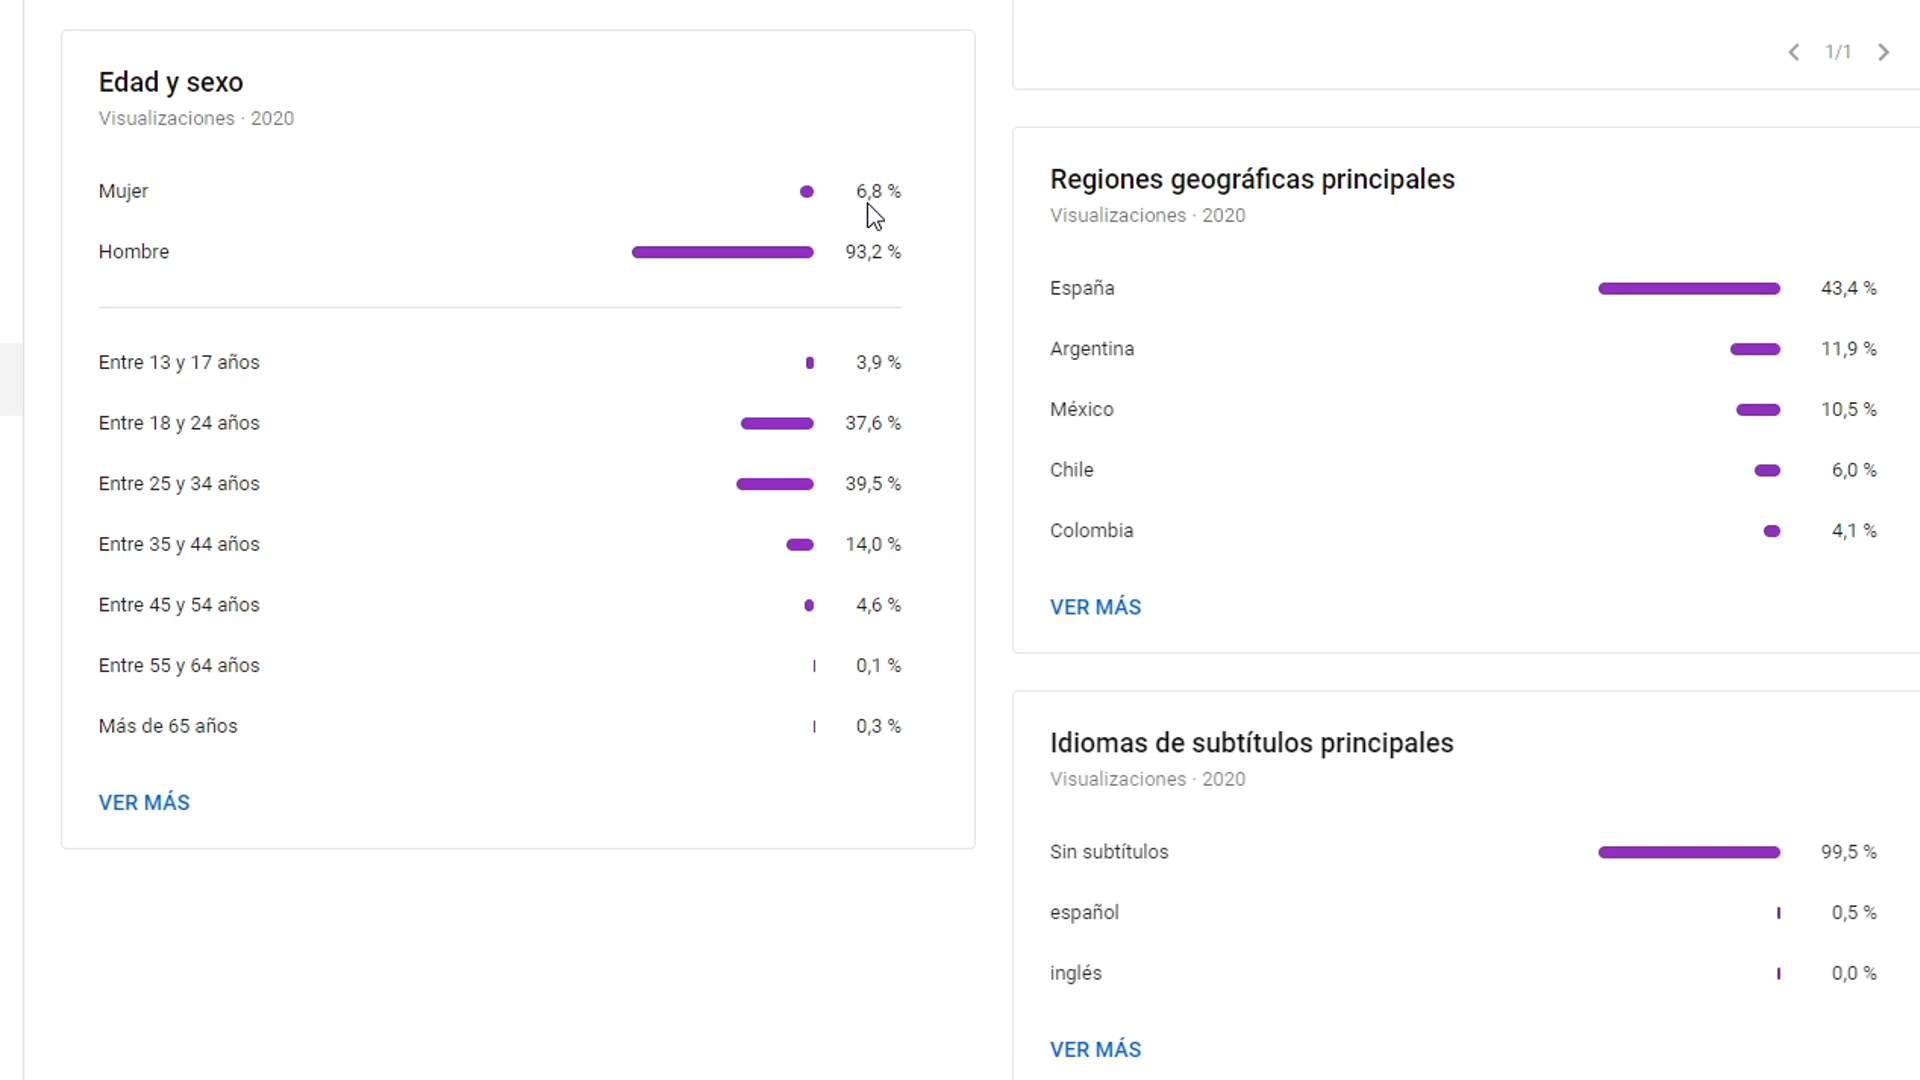 Edad y sexo
Visualizaciones · 2020
Mujer 6,8 %
Hombre 93,2 %
Entre 13 y 17 años 3,9 %
Entre 18 y 24 años 37,6 %
Entre 25 y 34 años 39,5 %
Entre 35 y 44 años 14,0 %
Entre 45 y 54 años 4,6 %
Entre 55 y 64 años 0,1 %
Más de 65 años 0,3 %
VER MÁS
1/1
Regiones geográficas principales
Visualizaciones · 2020
España 43,4 %
Argentina 11,9 %
México 10,5 %
Chile 6,0 %
Colombia 4,1 %
VER MÁS
Idiomas de subtítulos principales
Visualizaciones · 2020
Sin subtítulos 99,5 %
español 0,5 %
inglés 0,0 %
VER MÁS